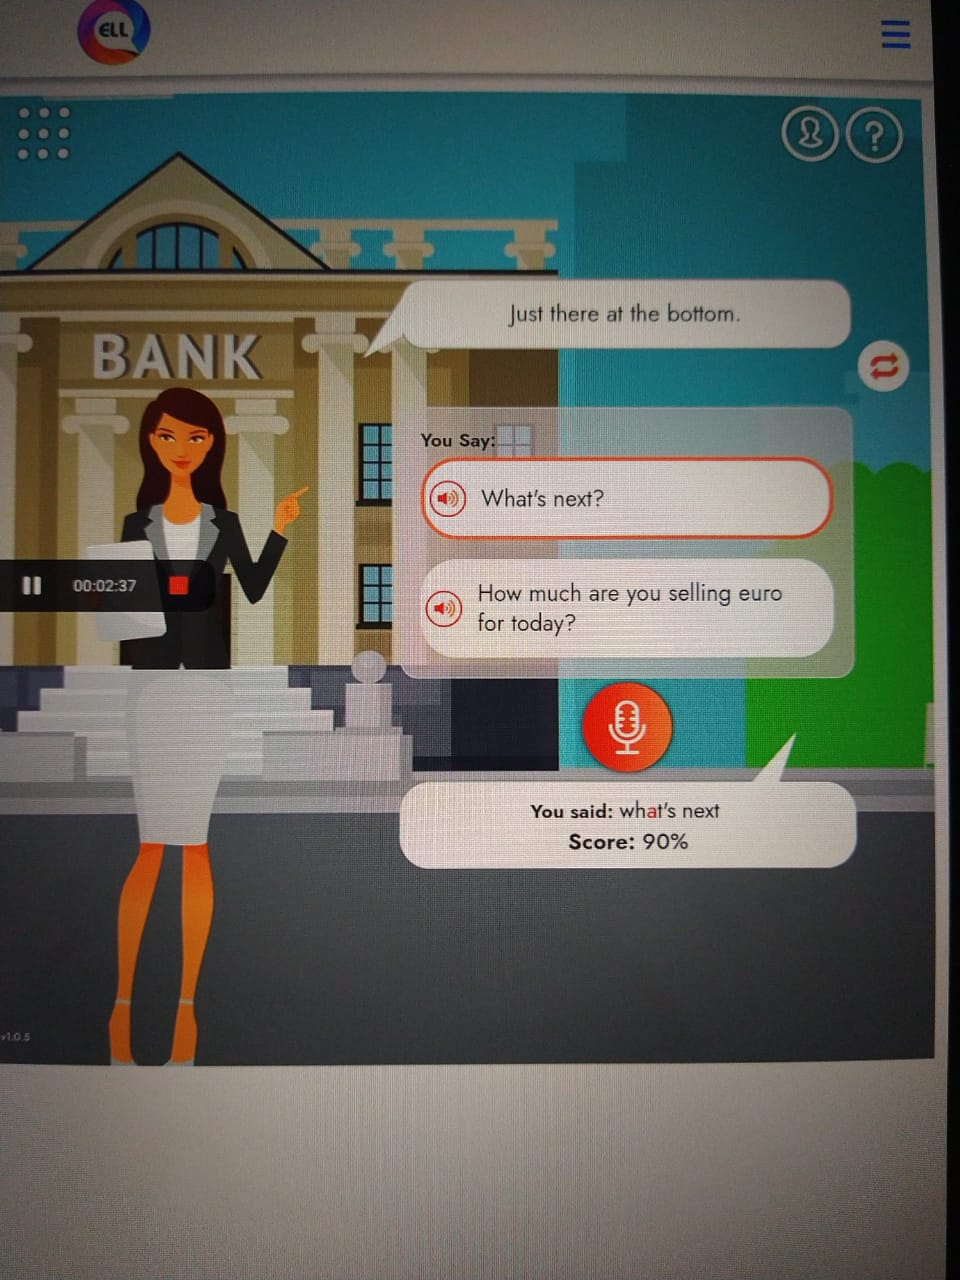 ELL
?
Just there at the bottom.
BANK
You Say:
What's next?
00:02:37
How much are you selling euro
for today?
You said: what's next
Score: 90%
v1.0.5